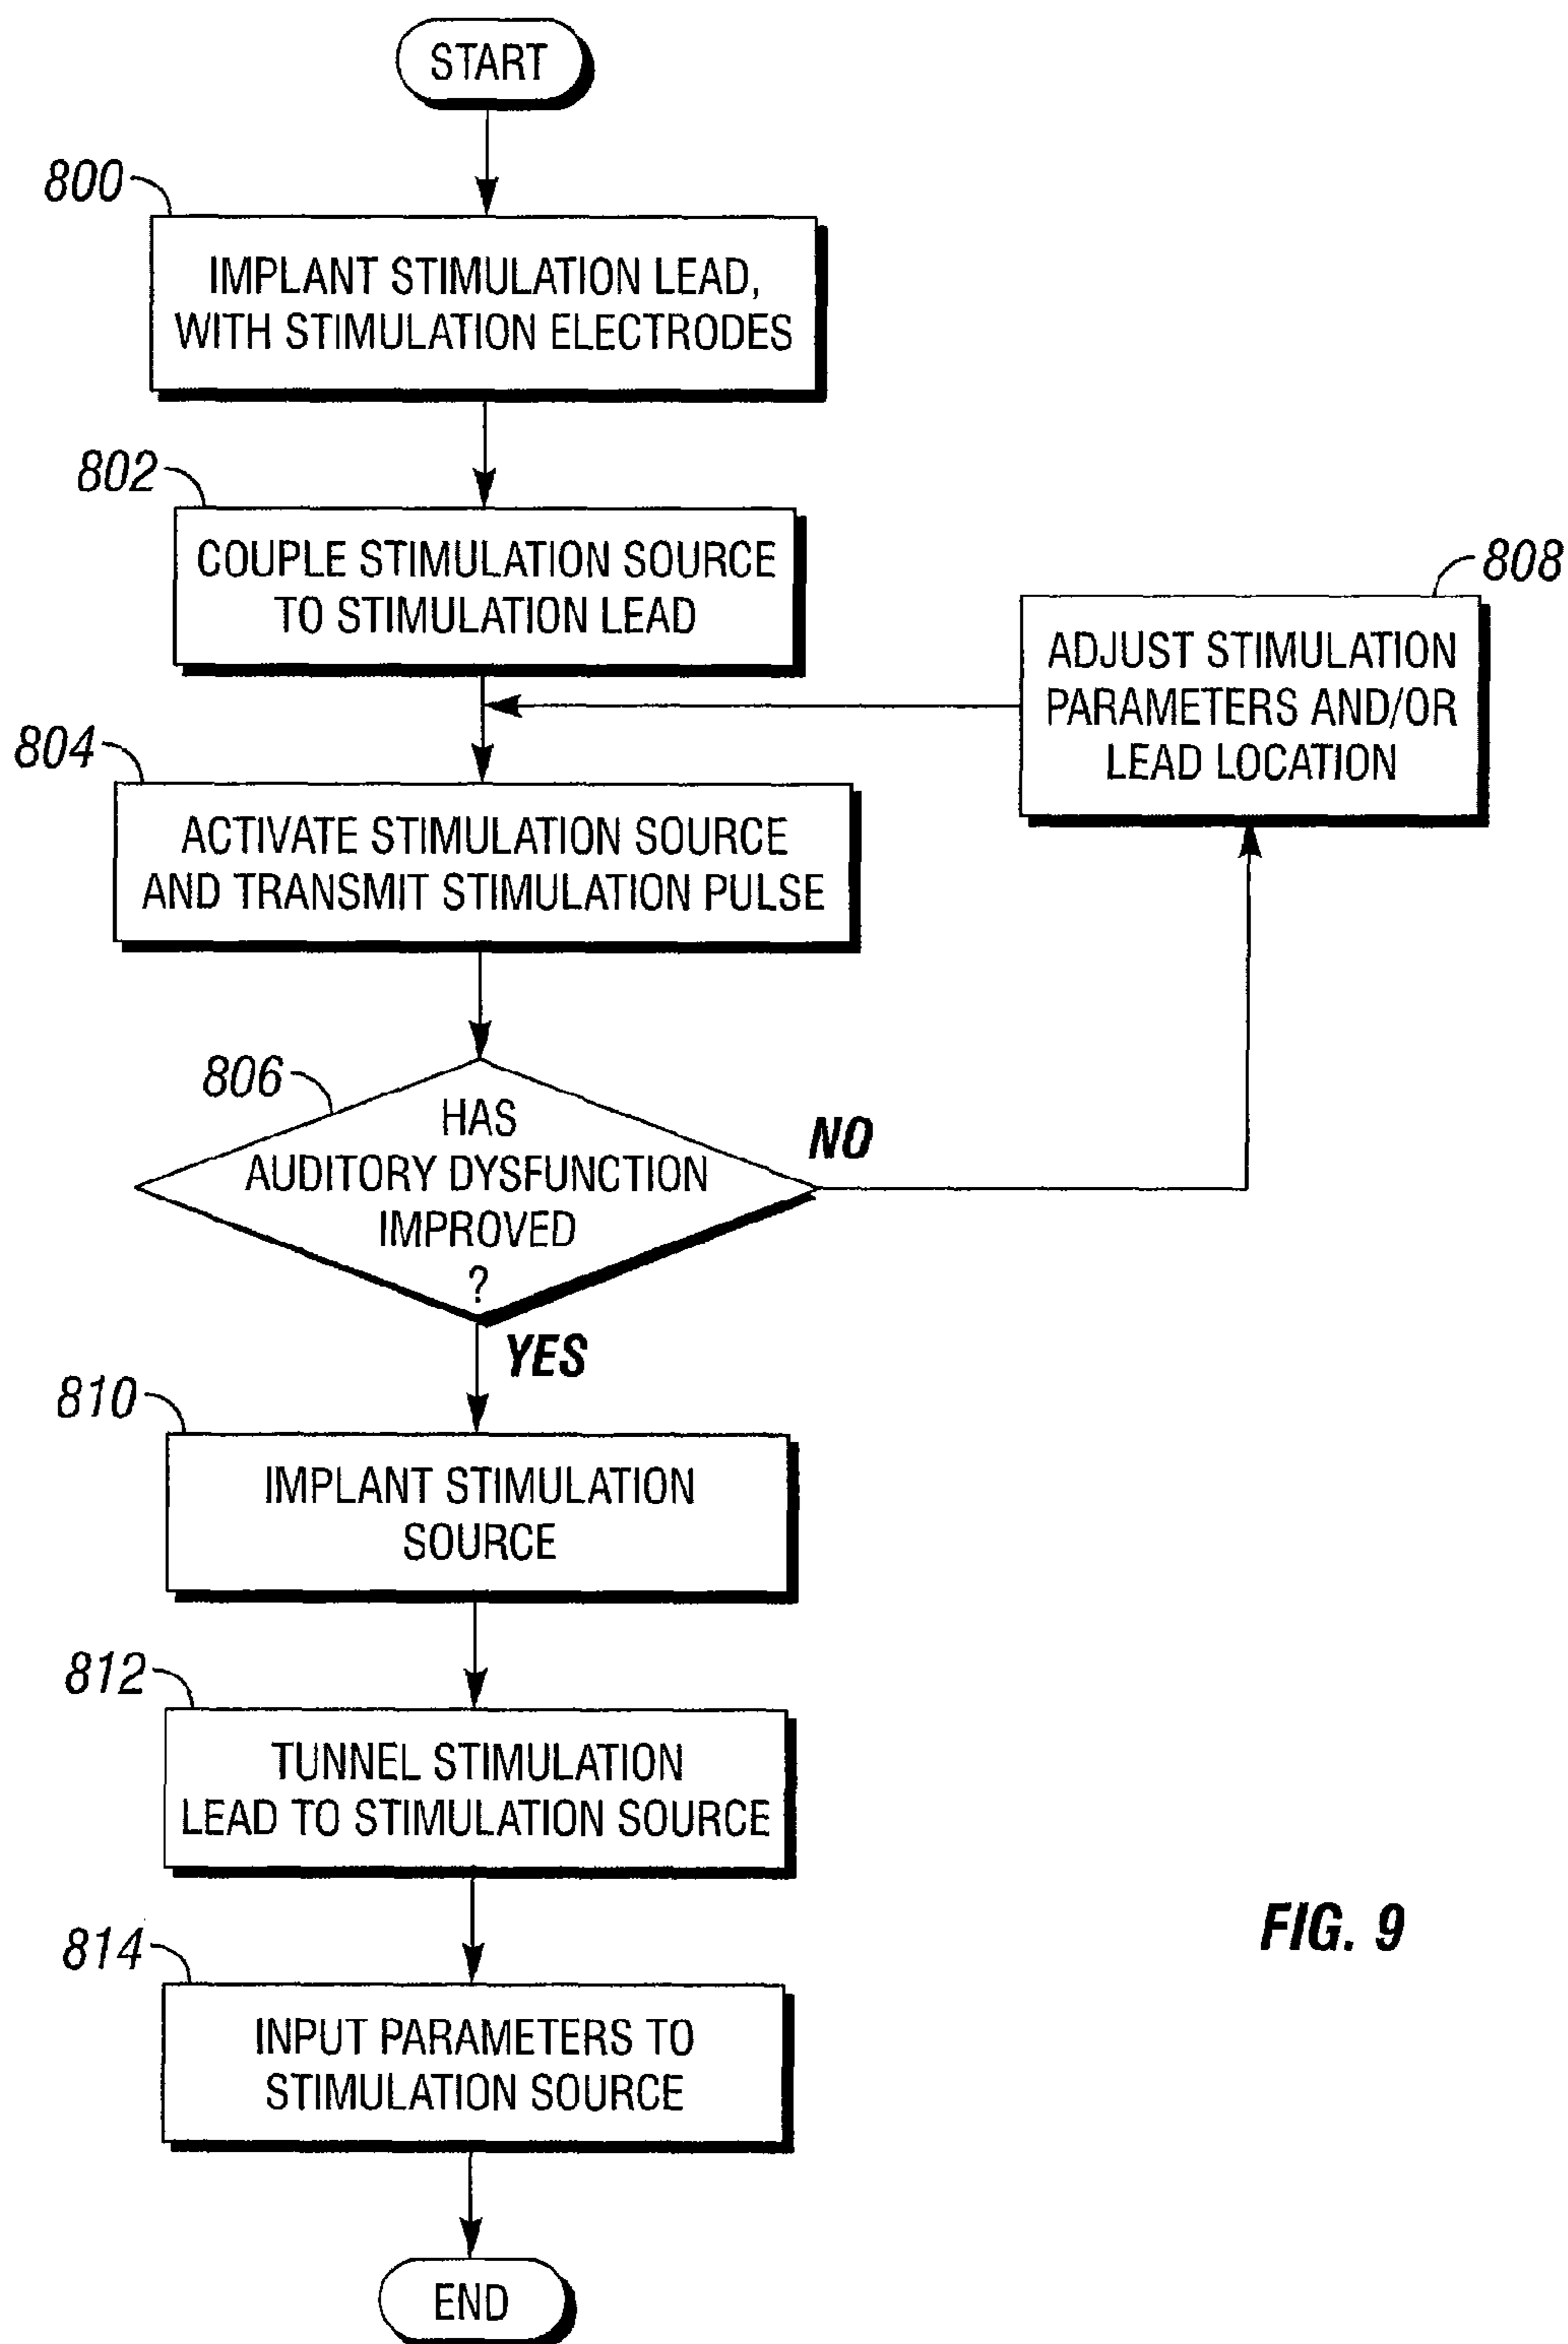 START
800
IMPLANT STIMULATION LEAD,
WITH STIMULATION ELECTRODES
802
COUPLE STIMULATION SOURCE
TO STIMULATION LEAD
808
ADJUST STIMULATION
PARAMETERS AND/OR
LEAD LOCATION
804
ACTIVATE STIMULATION SOURCE
AND TRANSMIT STIMULATION PULSE
806
HAS
AUDITORY DYSFUNCTION
IMPROVED
?
NO
YES
810
IMPLANT STIMULATION
SOURCE
812
TUNNEL STIMULATION
LEAD TO STIMULATION SOURCE
814
INPUT PARAMETERS TO
STIMULATION SOURCE
END
FIG. 9